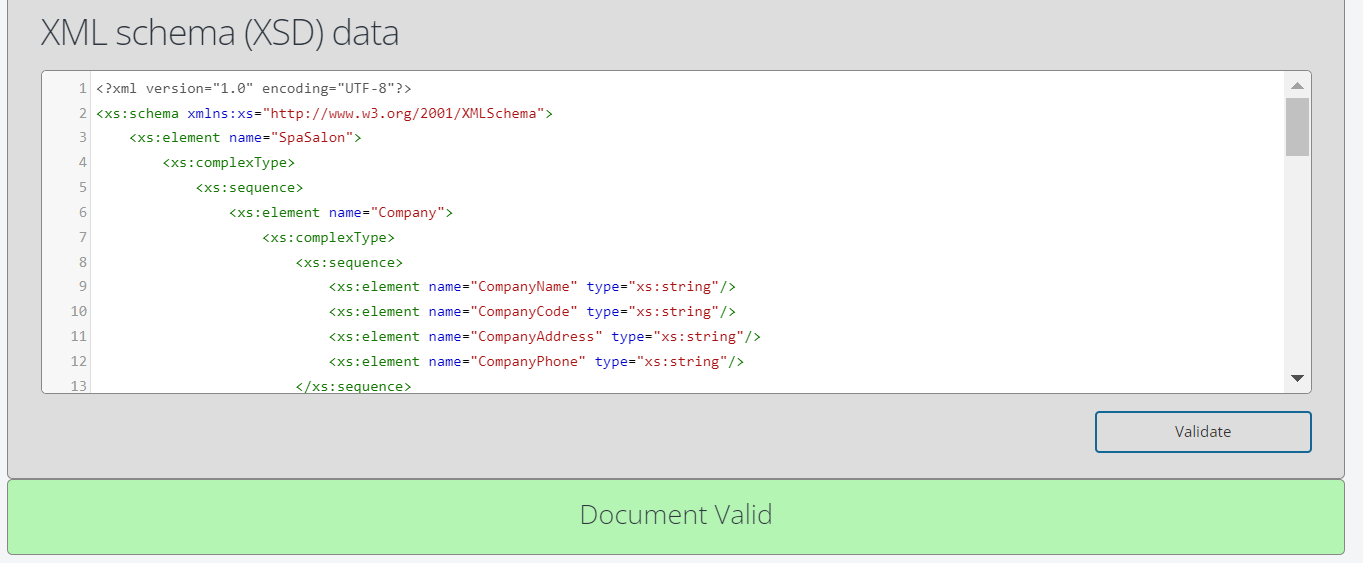 XML schema (XSD) data
1 <?xml version="1.0" encoding="UTF-8"?>
2 <xs:schema xmlns:xs="http://www.w3.org/2001/XMLSchema">
3 <xs:element name="SpaSalon">
4 <xs:complexType>
5 <xs:sequence>
6 <xs:element name="Company">
7 <xs:complexType>
8 <xs:sequence>
9 <xs:element name="CompanyName" type="xs:string"/>
10 <xs:element name="CompanyCode" type="xs:string"/>
11 <xs:element name="CompanyAddress" type="xs:string"/>
12 <xs:element name="CompanyPhone" type="xs:string"/>
13 </xs:sequence>
Validate
Document Valid